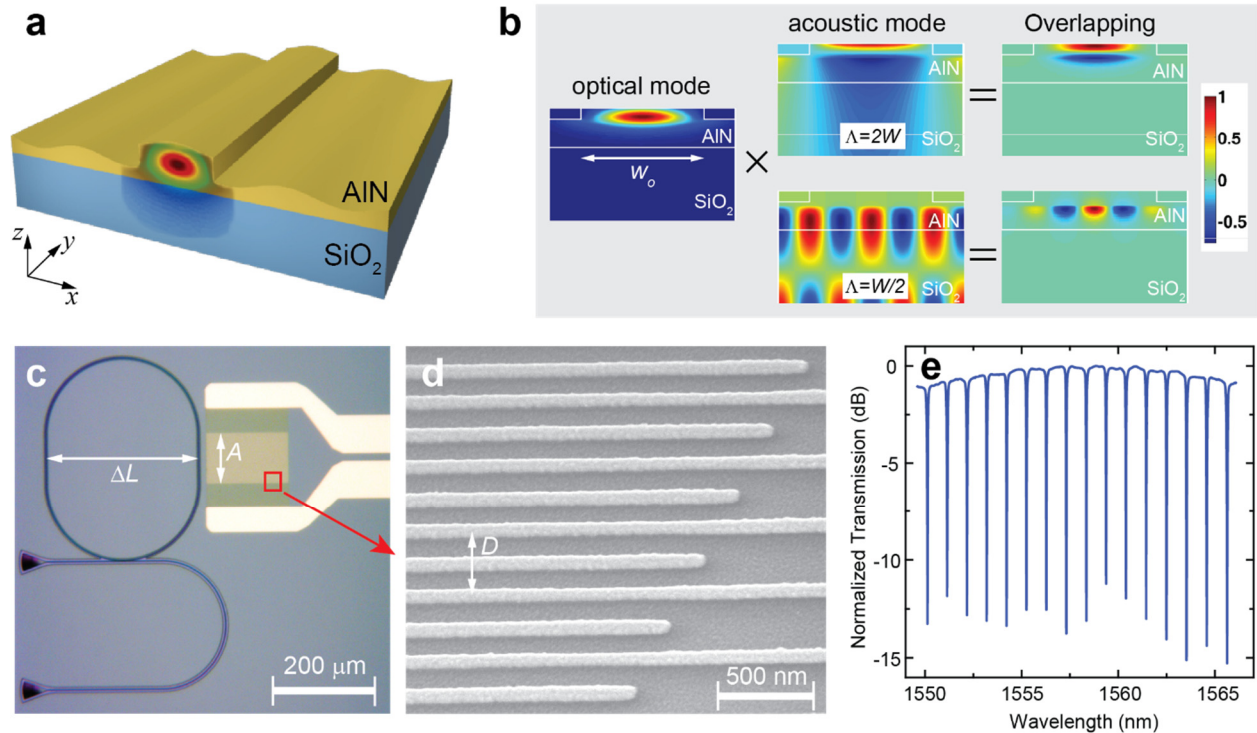 a
AlN
SiO2
z
y
x
b
acoustic mode
Overlapping
optical mode
AlN
SiO2
wo
×
AlN
Λ=2W
SiO2
=
AlN
SiO2
AlN
Λ=W/2
SiO2
=
AlN
SiO2
1
0.5
0
-0.5
c
ΔL
A
200 μm
d
D
500 nm
e
Normalized Transmission (dB)
0
-5
-10
-15
1550
1555
1560
1565
Wavelength (nm)